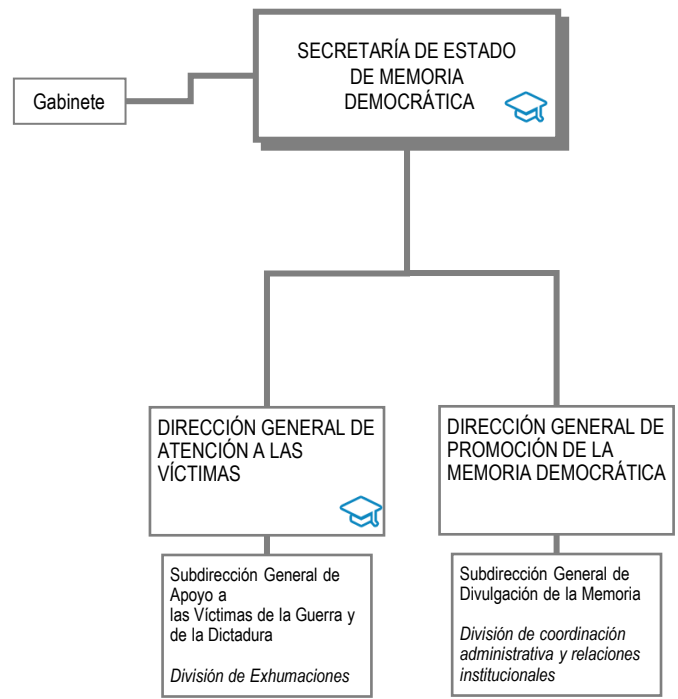 SECRETARÍA DE ESTADO
DE MEMORIA
DEMOCRÁTICA
Gabinete
DIRECCIÓN GENERAL DE
ATENCIÓN A LAS
VÍCTIMAS
Subdirección General de
Apoyo a
las Víctimas de la Guerra y
de la Dictadura
División de Exhumaciones
DIRECCIÓN GENERAL DE
PROMOCIÓN DE LA
MEMORIA DEMOCRÁTICA
Subdirección General de
Divulgación de la Memoria
División de coordinación
administrativa y relaciones
institucionales